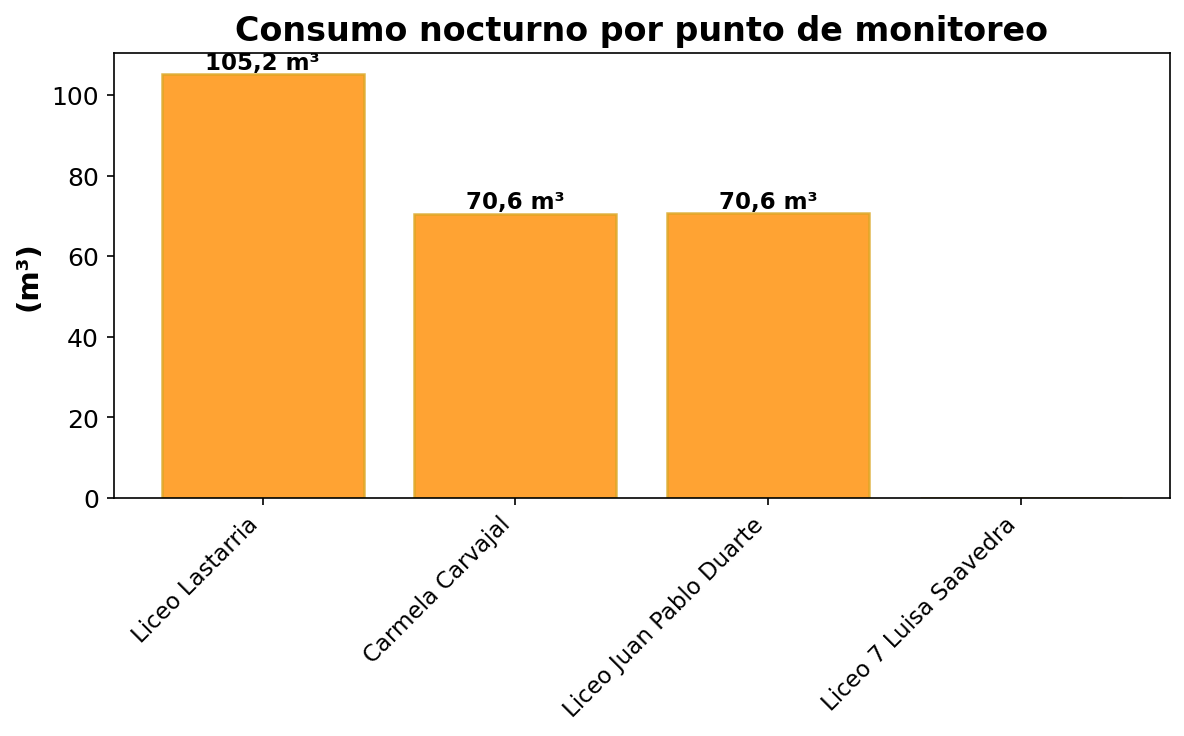 Consumo nocturno por punto de monitoreo
(m³)
100
80
60
40
20
0
105,2 m³
70,6 m³
70,6 m³
Liceo Lastarria
Carmela Carvajal
Liceo Juan Pablo Duarte
Liceo 7 Luisa Saavedra